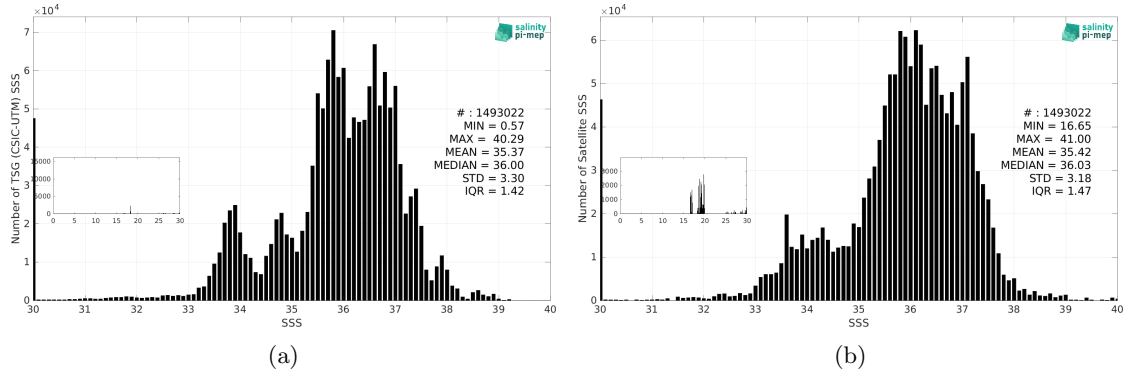 ×10⁴
salinity
pi-mep
Number of TSG (CSIC-UTM) SSS
7
6
5
4
3
2
1
0
# : 1493022
MIN = 0.57
MAX = 40.29
MEAN = 35.37
MEDIAN = 36.00
STD = 3.30
IQR = 1.42
15000
10000
5000
0
0 5 10 15 20 25 30
30 31 32 33 34 35 36 37 38 39 40
SSS
(a)
×10⁴
salinity
pi-mep
Number of Satellite SSS
6
5
4
3
2
1
0
# : 1493022
MIN = 16.65
MAX = 41.00
MEAN = 35.42
MEDIAN = 36.03
STD = 3.18
IQR = 1.47
3000
2000
1000
0
0 5 10 15 20 25 30
30 31 32 33 34 35 36 37 38 39 40
SSS
(b)